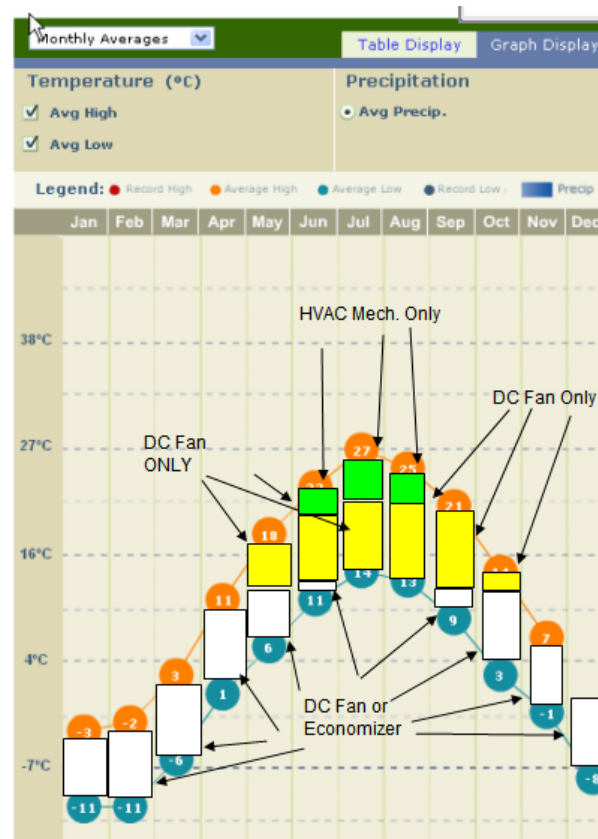 Monthly Averages
Table Display
Graph Display
Temperature (ºC)
Precipitation
Avg High
Avg Precip.
Avg Low
Legend: Record High Average High Average Low Record Low Precip
Jan Feb Mar Apr May Jun Jul Aug Sep Oct Nov Dec
HVAC Mech. Only
38°C
DC Fan Only
27°C
DC Fan
ONLY
27
25
21
18
16°C
14
13
11
11
9
7
6
4°C
3
3
1
DC Fan or
Economizer
-1
-3
-2
-6
-7°C
-8
-11
-11